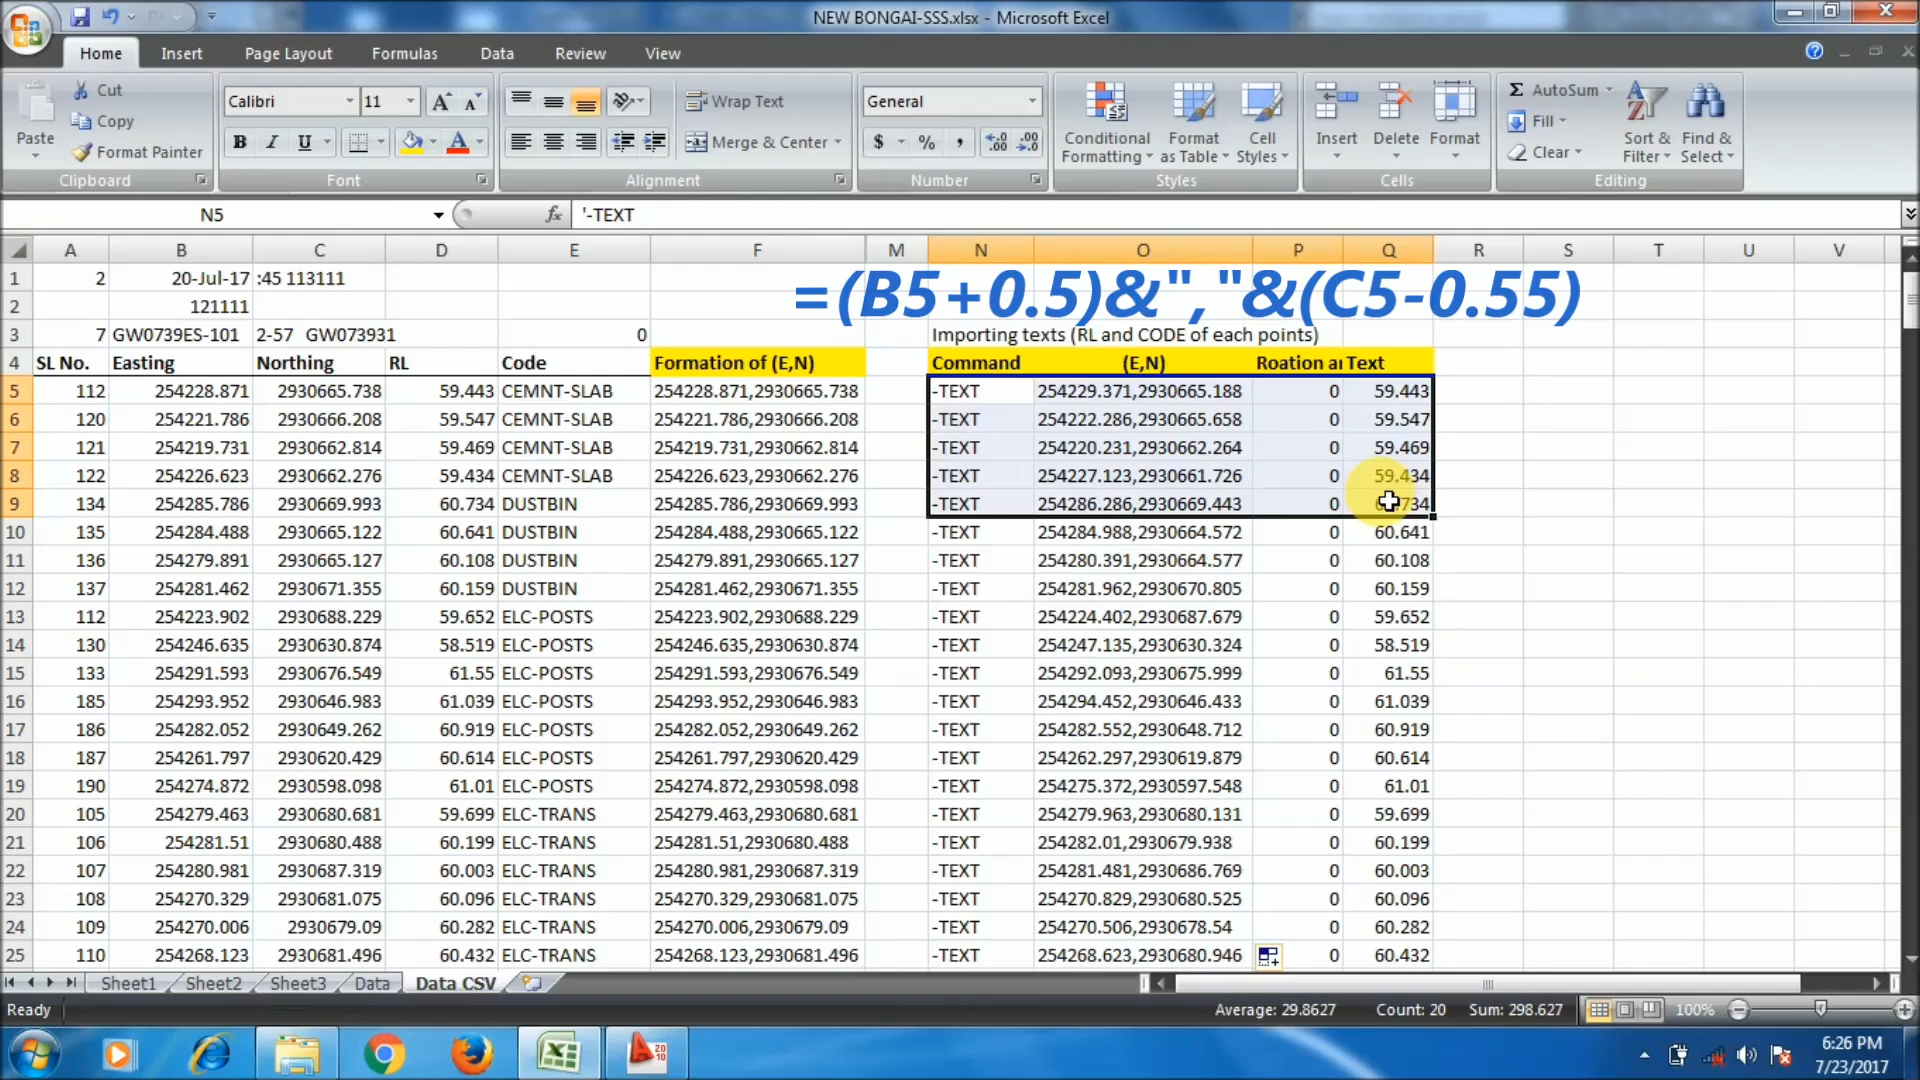 NEW BONGAI-SSS.xlsx - Microsoft Excel
Home Insert Page Layout Formulas Data Review View
Paste Cut Copy Format Painter Clipboard
Calibri 11 A A B I U A Font
Wrap Text Merge & Center Alignment
General $ % , .0 .00 .00 .0 Number
Conditional Formatting Format as Table Cell Styles Styles
Insert Delete Format Cells
Σ AutoSum Fill Clear Sort & Filter Find & Select Editing
N5 fx '-TEXT
A B C D E F M N O P Q R S T U V
=(B5+0.5)&","&(C5-0.55)
1 2 20-Jul-17 :45 113111
2 121111
3 7 GW0739ES-101 2-57 GW073931 0 Importing texts (RL and CODE of each points)
4 SL No. Easting Northing RL Code Formation of (E,N) Command (E,N) Roation a Text
5 112 254228.871 2930665.738 59.443 CEMNT-SLAB 254228.871,2930665.738 -TEXT 254229.371,2930665.188 0 59.443
6 120 254221.786 2930666.208 59.547 CEMNT-SLAB 254221.786,2930666.208 -TEXT 254222.286,2930665.658 0 59.547
7 121 254219.731 2930662.814 59.469 CEMNT-SLAB 254219.731,2930662.814 -TEXT 254220.231,2930662.264 0 59.469
8 122 254226.623 2930662.276 59.434 CEMNT-SLAB 254226.623,2930662.276 -TEXT 254227.123,2930661.726 0 59.434
9 134 254285.786 2930669.993 60.734 DUSTBIN 254285.786,2930669.993 -TEXT 254286.286,2930669.443 0 60.734
10 135 254284.488 2930665.122 60.641 DUSTBIN 254284.488,2930665.122 -TEXT 254284.988,2930664.572 0 60.641
11 136 254279.891 2930665.127 60.108 DUSTBIN 254279.891,2930665.127 -TEXT 254280.391,2930664.577 0 60.108
12 137 254281.462 2930671.355 60.159 DUSTBIN 254281.462,2930671.355 -TEXT 254281.962,2930670.805 0 60.159
13 112 254223.902 2930688.229 59.652 ELC-POSTS 254223.902,2930688.229 -TEXT 254224.402,2930687.679 0 59.652
14 130 254246.635 2930630.874 58.519 ELC-POSTS 254246.635,2930630.874 -TEXT 254247.135,2930630.324 0 58.519
15 133 254291.593 2930676.549 61.55 ELC-POSTS 254291.593,2930676.549 -TEXT 254292.093,2930675.999 0 61.55
16 185 254293.952 2930646.983 61.039 ELC-POSTS 254293.952,2930646.983 -TEXT 254294.452,2930646.433 0 61.039
17 186 254282.052 2930649.262 60.919 ELC-POSTS 254282.052,2930649.262 -TEXT 254282.552,2930648.712 0 60.919
18 187 254261.797 2930620.429 60.614 ELC-POSTS 254261.797,2930620.429 -TEXT 254262.297,2930619.879 0 60.614
19 190 254274.872 2930598.098 61.01 ELC-POSTS 254274.872,2930598.098 -TEXT 254275.372,2930597.548 0 61.01
20 105 254279.463 2930680.681 59.699 ELC-TRANS 254279.463,2930680.681 -TEXT 254279.963,2930680.131 0 59.699
21 106 254281.51 2930680.488 60.199 ELC-TRANS 254281.51,2930680.488 -TEXT 254282.01,2930679.938 0 60.199
22 107 254280.981 2930687.319 60.003 ELC-TRANS 254280.981,2930687.319 -TEXT 254281.481,2930686.769 0 60.003
23 108 254270.329 2930681.075 60.096 ELC-TRANS 254270.329,2930681.075 -TEXT 254270.829,2930680.525 0 60.096
24 109 254270.006 2930679.09 60.282 ELC-TRANS 254270.006,2930679.09 -TEXT 254270.506,2930678.54 0 60.282
25 110 254268.123 2930681.496 60.432 ELC-TRANS 254268.123,2930681.496 -TEXT 254268.623,2930680.946 0 60.432
Sheet1 Sheet2 Sheet3 Data Data CSV
Ready Average: 29.8627 Count: 20 Sum: 298.627 100%
6:26 PM
7/23/2017